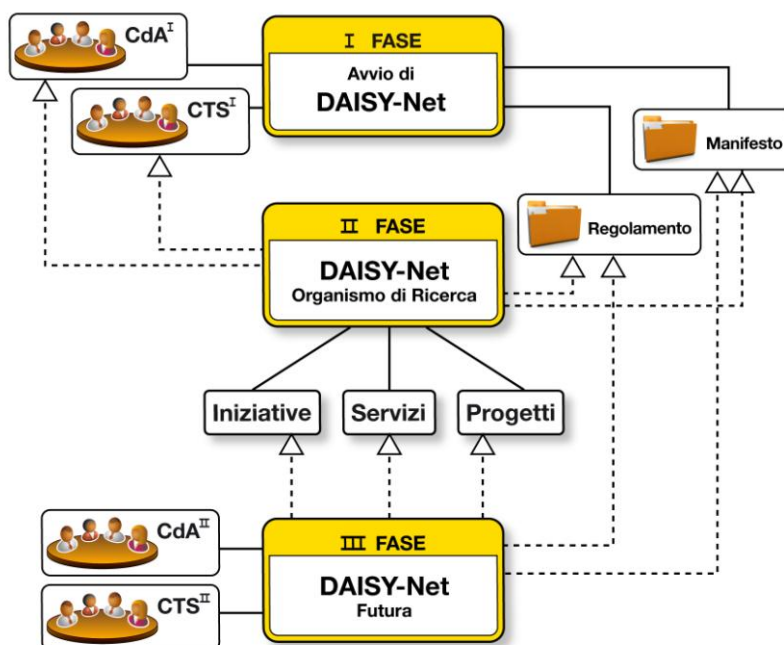 CdA I
I FASE
Avvio di
DAISY-Net
CTS I
Manifesto
II FASE
DAISY-Net
Organismo di Ricerca
Regolamento
Iniziative
Servizi
Progetti
CdA II
III FASE
DAISY-Net
Futura
CTS II